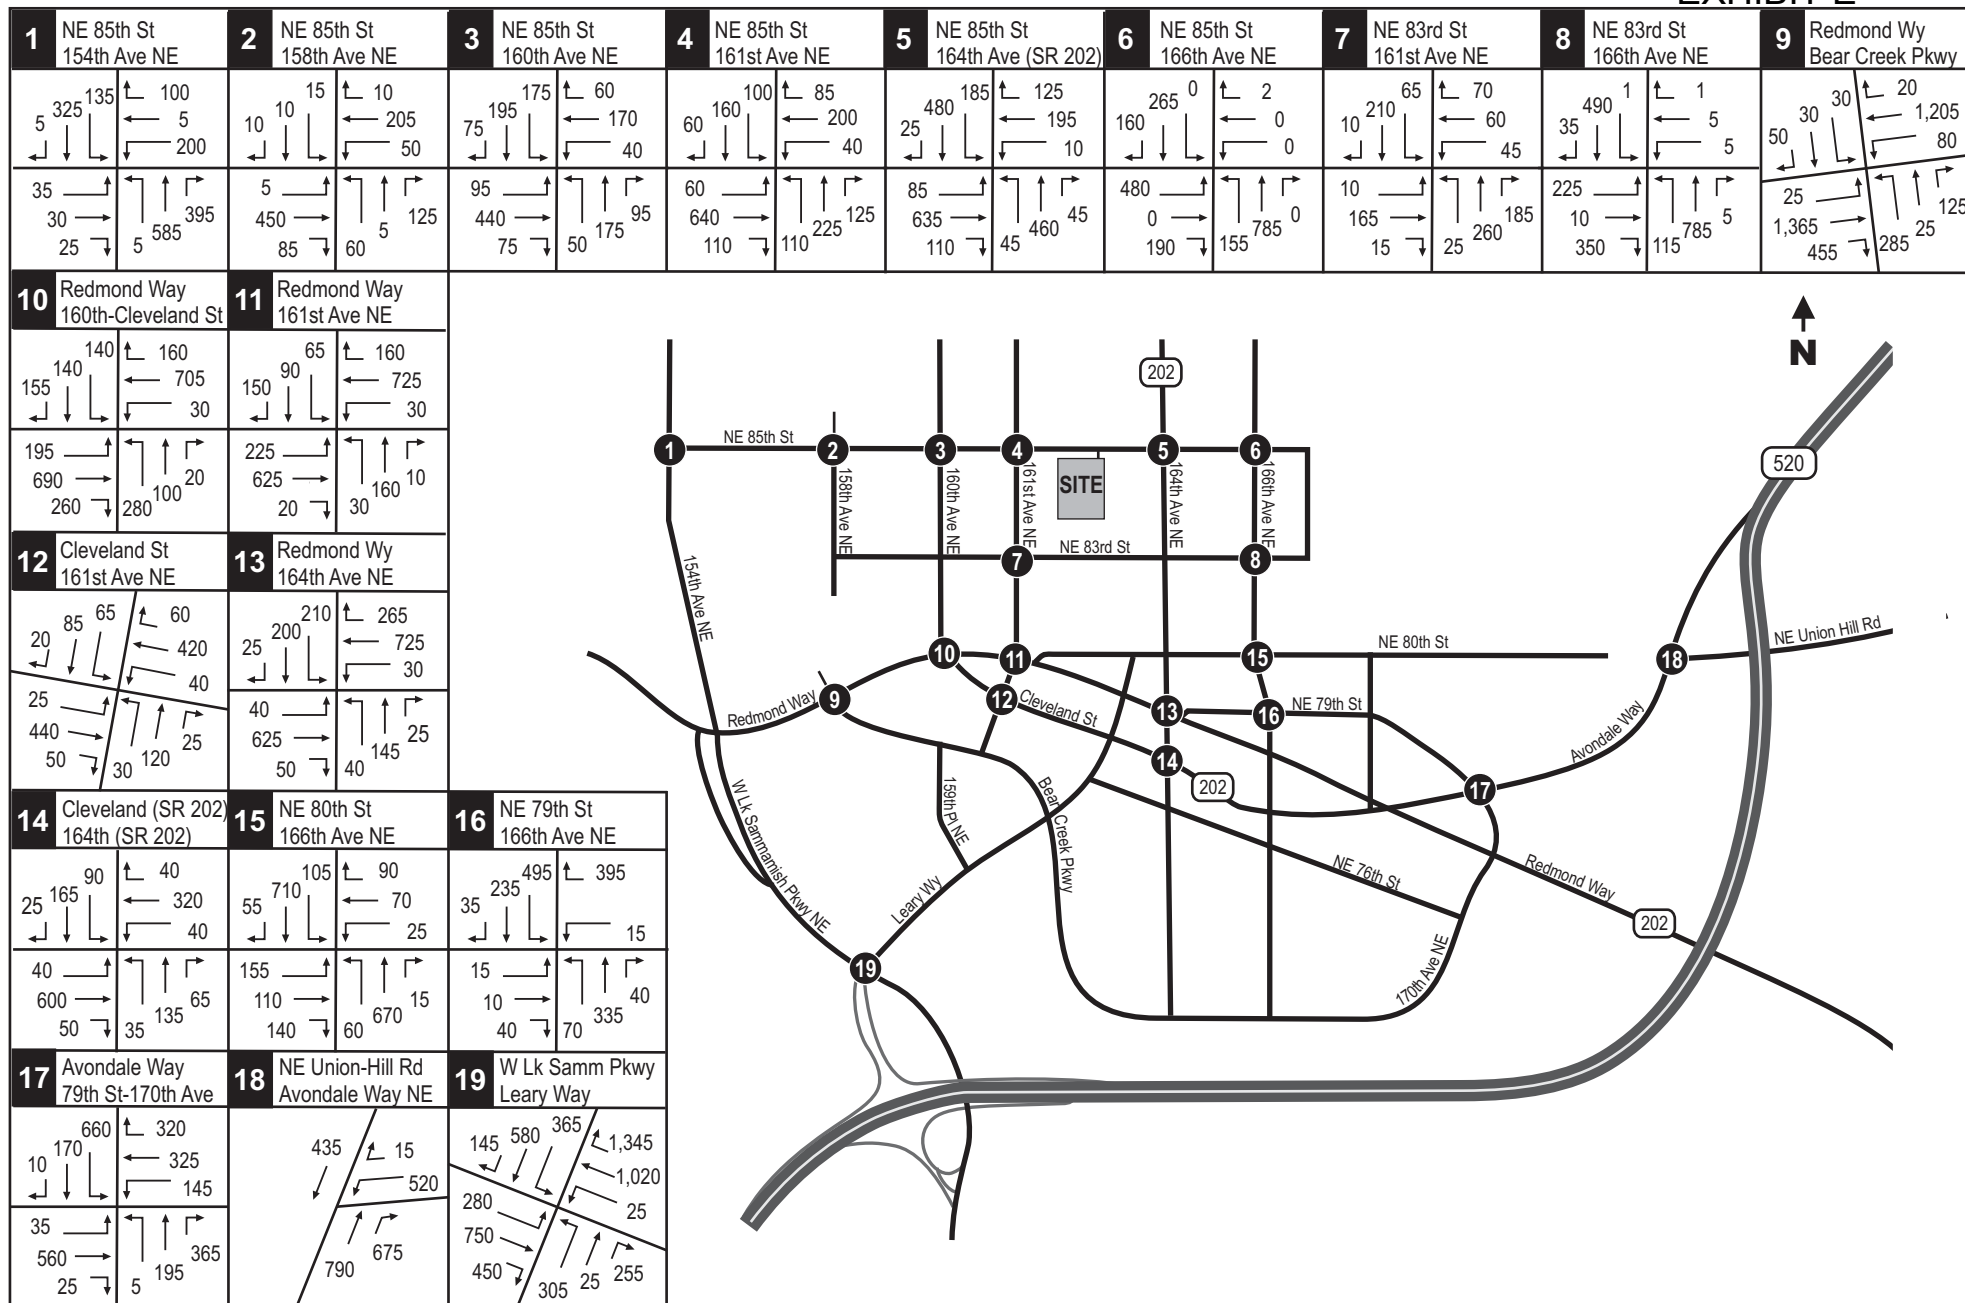 EXHIBIT E
1 NE 85th St
154th Ave NE
5 325 135 100
5
200
35
30
25
5 585 395
2 NE 85th St
158th Ave NE
10 10 15 10
205
50
5
450
85
60 5 125
3 NE 85th St
160th Ave NE
75 195 175 60
170
40
95
440
75
50 175 95
4 NE 85th St
161st Ave NE
60 160 100 85
200
40
60
640
110
110 225 125
5 NE 85th St
164th Ave (SR 202)
25 480 185 125
195
10
85
635
110
45 460 45
6 NE 85th St
166th Ave NE
160 265 0 2
0
0
480
0
190
155 785 0
7 NE 83rd St
161st Ave NE
10 210 65 70
60
45
10
165
15
25 260 185
8 NE 83rd St
166th Ave NE
35 490 1 1
5
5
225
10
350
115 785 5
9 Redmond Wy
Bear Creek Pkwy
50 30 30 20
1,205
80
25
1,365
455
285 25 125
10 Redmond Way
160th-Cleveland St
155 140 140 160
705
30
195
690
260
280 100 20
11 Redmond Way
161st Ave NE
150 90 65 160
725
30
225
625
20
30 160 10
12 Cleveland St
161st Ave NE
20 85 65 60
420
40
25
440
50
30 120 25
13 Redmond Wy
164th Ave NE
25 200 210 265
725
30
40
625
50
40 145 25
14 Cleveland (SR 202)
164th (SR 202)
25 165 90 40
320
40
40
600
50
35 135 65
15 NE 80th St
166th Ave NE
55 710 105 90
70
25
155
110
140
60 670 15
16 NE 79th St
166th Ave NE
35 235 495 395
15
15
10
40
70 335 40
17 Avondale Way
79th St-170th Ave
10 170 660 320
325
145
35
560
25
5 195 365
18 NE Union-Hill Rd
Avondale Way NE
435 15
520
790 675
19 W Lk Samm Pkwy
Leary Way
145 580 365 1,345
1,020
25
280
750
450
305 25 255
N
202
520
1 NE 85th St 2 3 4 5 6
158th Ave NE
160th Ave NE
161st Ave NE
SITE
164th Ave NE
166th Ave NE
7 NE 83rd St 8
154th Ave NE
10 11 15 NE 80th St
18 NE Union Hill Rd
Redmond Way 9
12 Cleveland St 13 16 NE 79th St
Avondale Way
14 202
17
W Lk Sammamish Pkwy NE
159th Pl NE
Bear Creek Pkwy
NE 76th St
Redmond Way
202
Leary Wy
170th Ave NE
19